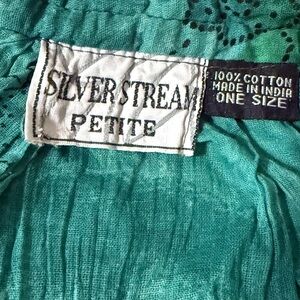 SILVER STREAM
PETITE
100% COTTON
MADE IN INDIA
ONE SIZE